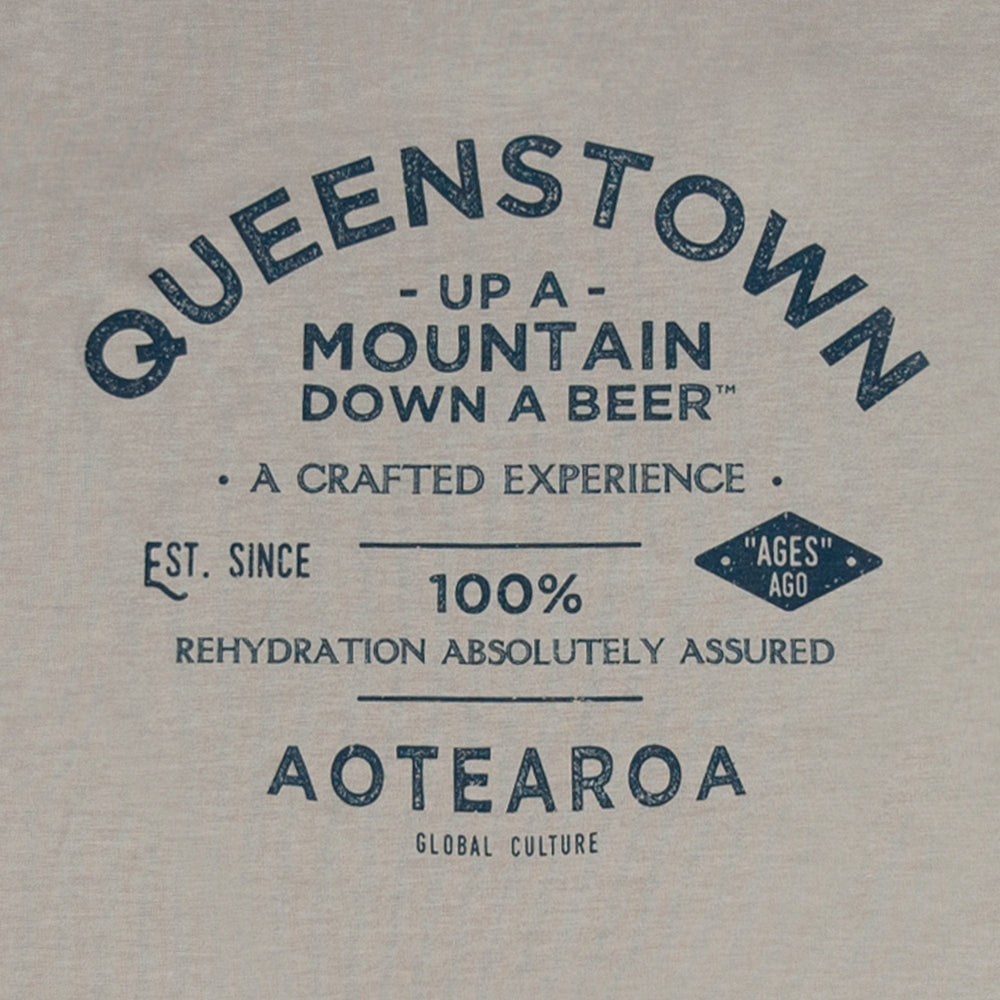 QUEENSTOWN
- UP A -
MOUNTAIN
DOWN A BEER™
• A CRAFTED EXPERIENCE •
EST. SINCE
"AGES"
AGO
100%
REHYDRATION ABSOLUTELY ASSURED
AOTEAROA
GLOBAL CULTURE